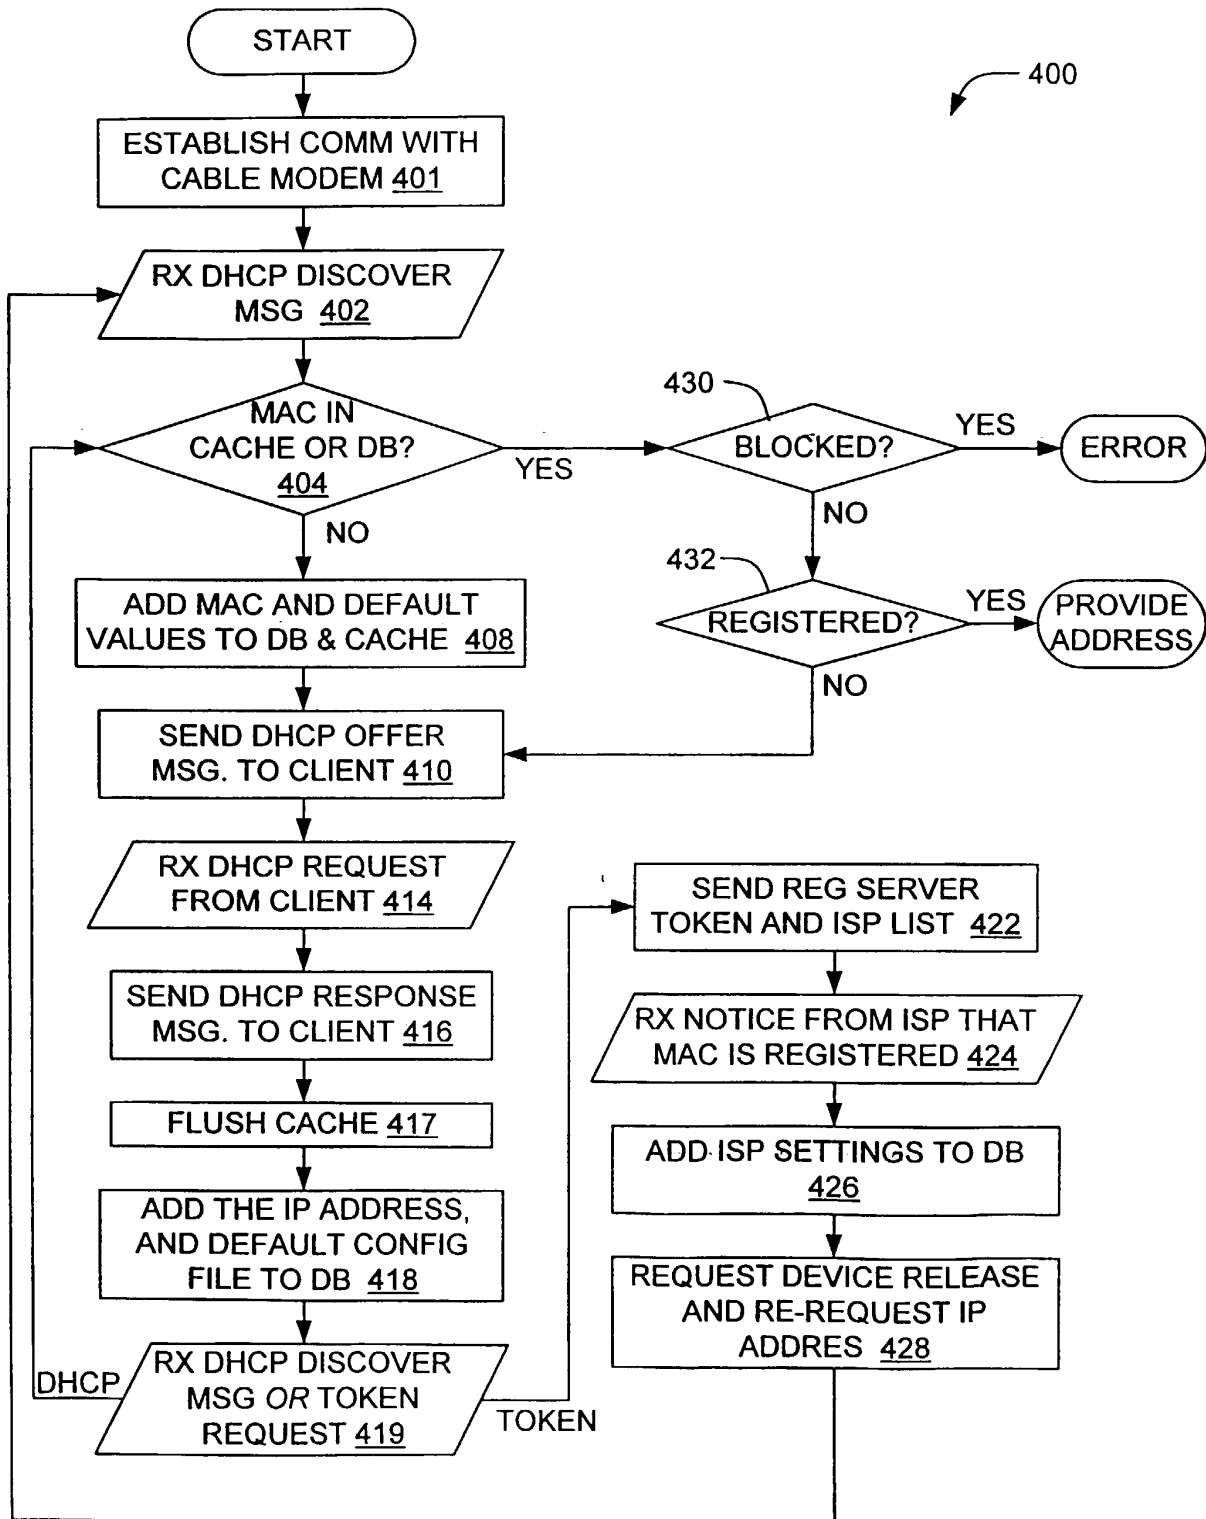 START
400
ESTABLISH COMM WITH
CABLE MODEM 401
RX DHCP DISCOVER
MSG 402
MAC IN
CACHE OR DB?
404
YES
NO
430
BLOCKED?
YES
ERROR
NO
432
REGISTERED?
YES
PROVIDE
ADDRESS
NO
ADD MAC AND DEFAULT
VALUES TO DB & CACHE 408
SEND DHCP OFFER
MSG. TO CLIENT 410
RX DHCP REQUEST
FROM CLIENT 414
SEND DHCP RESPONSE
MSG. TO CLIENT 416
FLUSH CACHE 417
ADD THE IP ADDRESS,
AND DEFAULT CONFIG
FILE TO DB 418
RX DHCP DISCOVER
MSG OR TOKEN
REQUEST 419
DHCP
TOKEN
SEND REG SERVER
TOKEN AND ISP LIST 422
RX NOTICE FROM ISP THAT
MAC IS REGISTERED 424
ADD ISP SETTINGS TO DB
426
REQUEST DEVICE RELEASE
AND RE-REQUEST IP
ADDRES 428